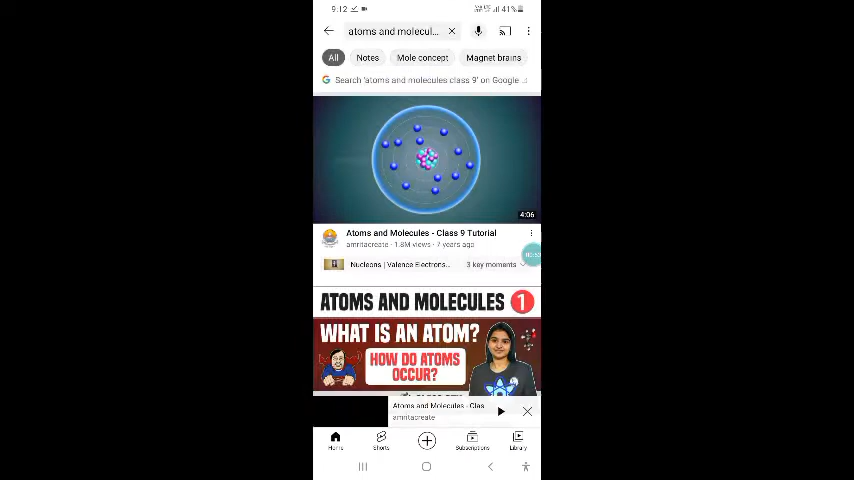 9:12
41%
atoms and molecul...
All
Notes
Mole concept
Magnet brains
Search 'atoms and molecules class 9' on Google
4:06
Atoms and Molecules - Class 9 Tutorial
amritacreate · 1.8M views · 7 years ago
Nucleons | Valence Electrons...
3 key moments
ATOMS AND MOLECULES 1
WHAT IS AN ATOM?
HOW DO ATOMS
OCCUR?
Atoms and Molecules - Clas
amritacreate
Home
Shorts
Subscriptions
Library